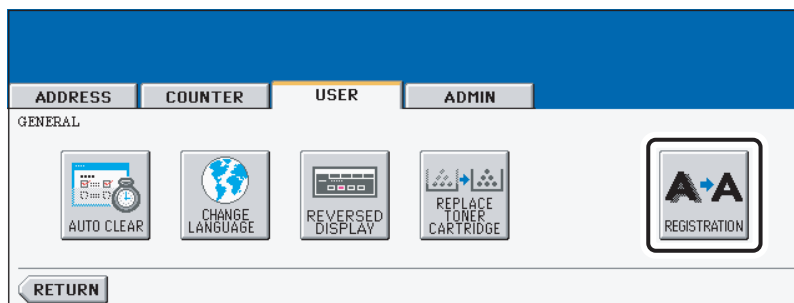 ADDRESS COUNTER USER ADMIN
GENERAL
AUTO CLEAR
CHANGE
LANGUAGE
REVERSED
DISPLAY
REPLACE
TONER
CARTRIDGE
A A
REGISTRATION
RETURN